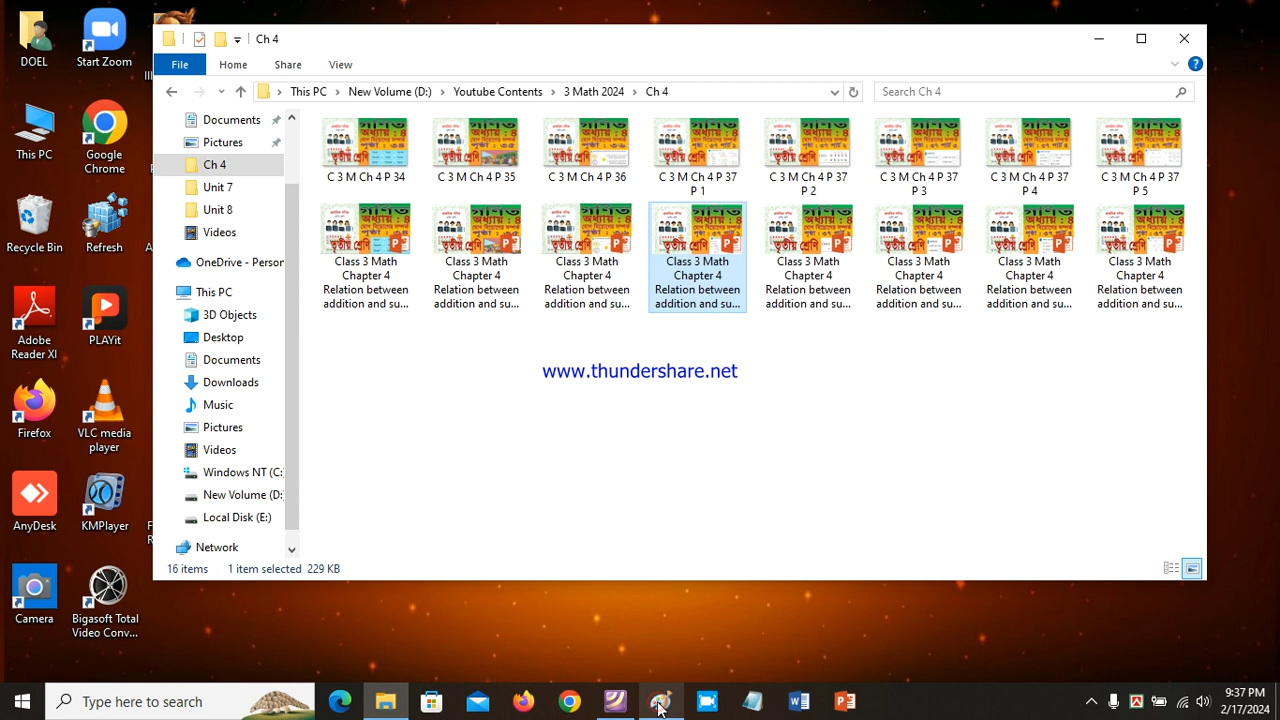 Ch 4
File
Home
Share
View
This PC
New Volume (D:)
Youtube Contents
3 Math 2024
Ch 4
Search Ch 4
Documents
Pictures
Ch 4
Unit 7
Unit 8
Videos
OneDrive - Person
This PC
3D Objects
Desktop
Documents
Downloads
Music
Pictures
Videos
Windows NT (C:
New Volume (D:
Local Disk (E:)
Network
C 3 M Ch 4 P 34
C 3 M Ch 4 P 35
C 3 M Ch 4 P 36
C 3 M Ch 4 P 37
P 1
C 3 M Ch 4 P 37
P 2
C 3 M Ch 4 P 37
P 3
C 3 M Ch 4 P 37
P 4
C 3 M Ch 4 P 37
P 5
Class 3 Math
Chapter 4
Relation between
addition and su...
Class 3 Math
Chapter 4
Relation between
addition and su...
Class 3 Math
Chapter 4
Relation between
addition and su...
Class 3 Math
Chapter 4
Relation between
addition and su...
Class 3 Math
Chapter 4
Relation between
addition and su...
Class 3 Math
Chapter 4
Relation between
addition and su...
Class 3 Math
Chapter 4
Relation between
addition and su...
Class 3 Math
Chapter 4
Relation between
addition and su...
www.thundershare.net
16 items
1 item selected 229 KB
DOEL
Start Zoom
This PC
Google
Chrome
Recycle Bin
Refresh
Adobe
Reader XI
PLAYit
Firefox
VLC media
player
AnyDesk
KMPlayer
Camera
Bigasoft Total
Video Conv...
Type here to search
9:37 PM
2/17/2024